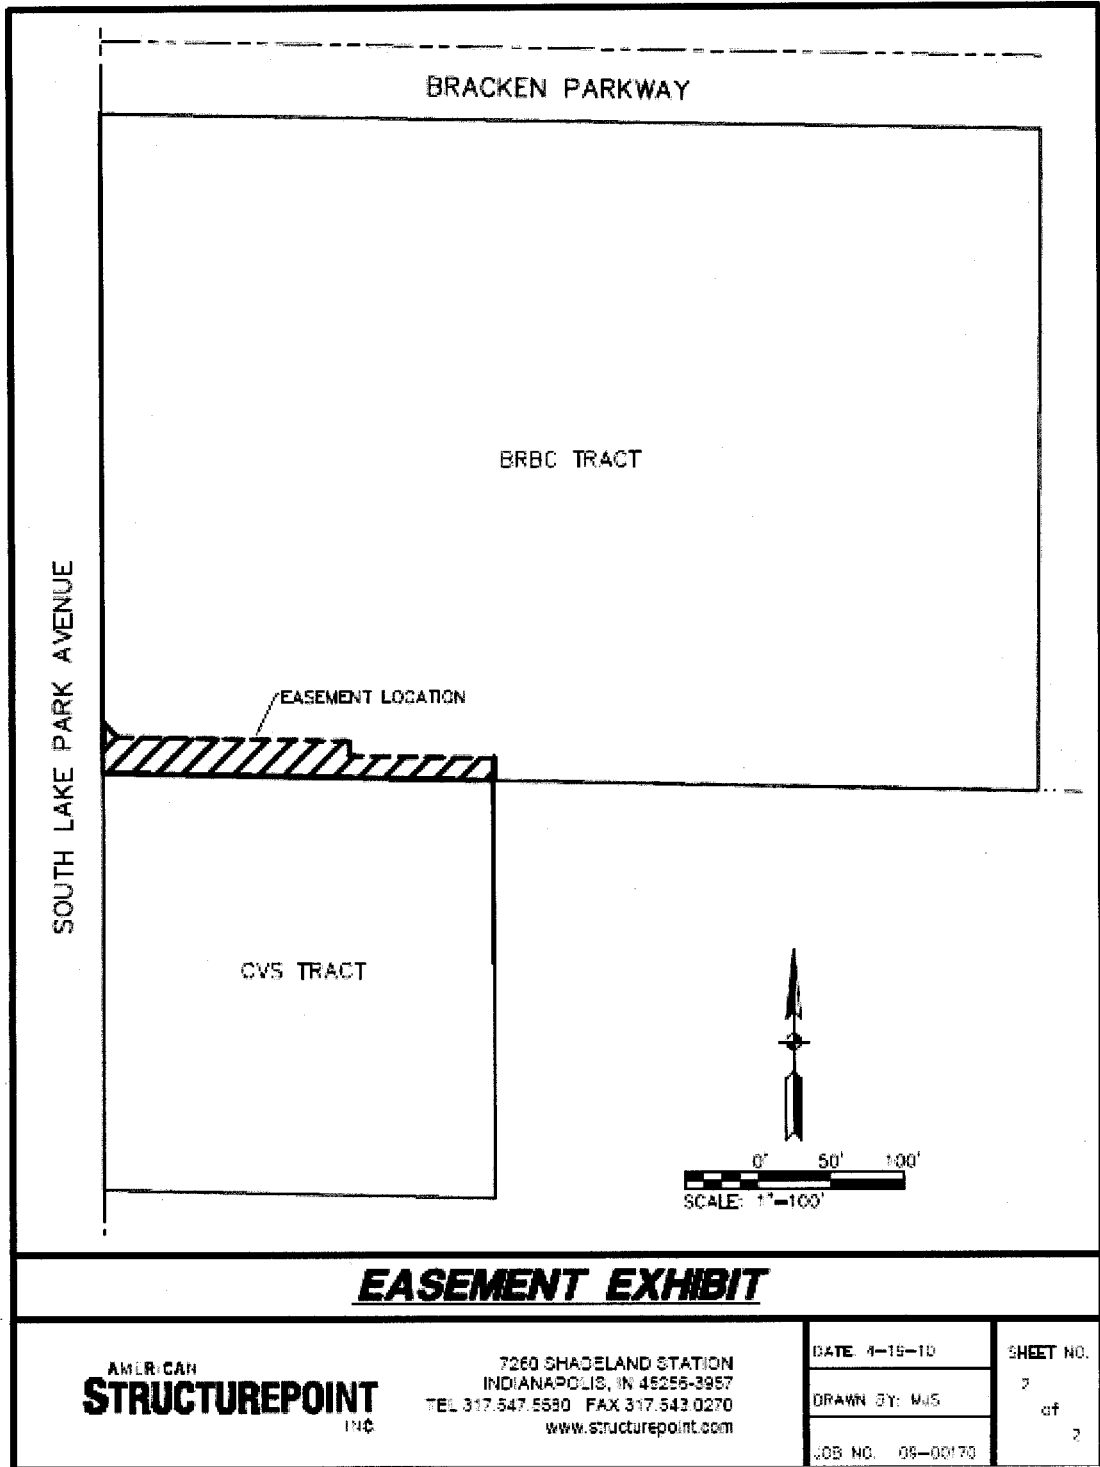 BRACKEN PARKWAY
BRBC TRACT
SOUTH LAKE PARK AVENUE
EASEMENT LOCATION
CVS TRACT
0' 50' 100'
SCALE: 1"=100'
EASEMENT EXHIBIT
AMERICAN
STRUCTUREPOINT
INC.
7260 SHADELAND STATION
INDIANAPOLIS, IN 46256-3957
TEL 317.547.5580 FAX 317.543.0270
www.structurepoint.com
DATE: 4-15-10
DRAWN BY: MJS
JOB NO.
SHEET NO.
2
of
2